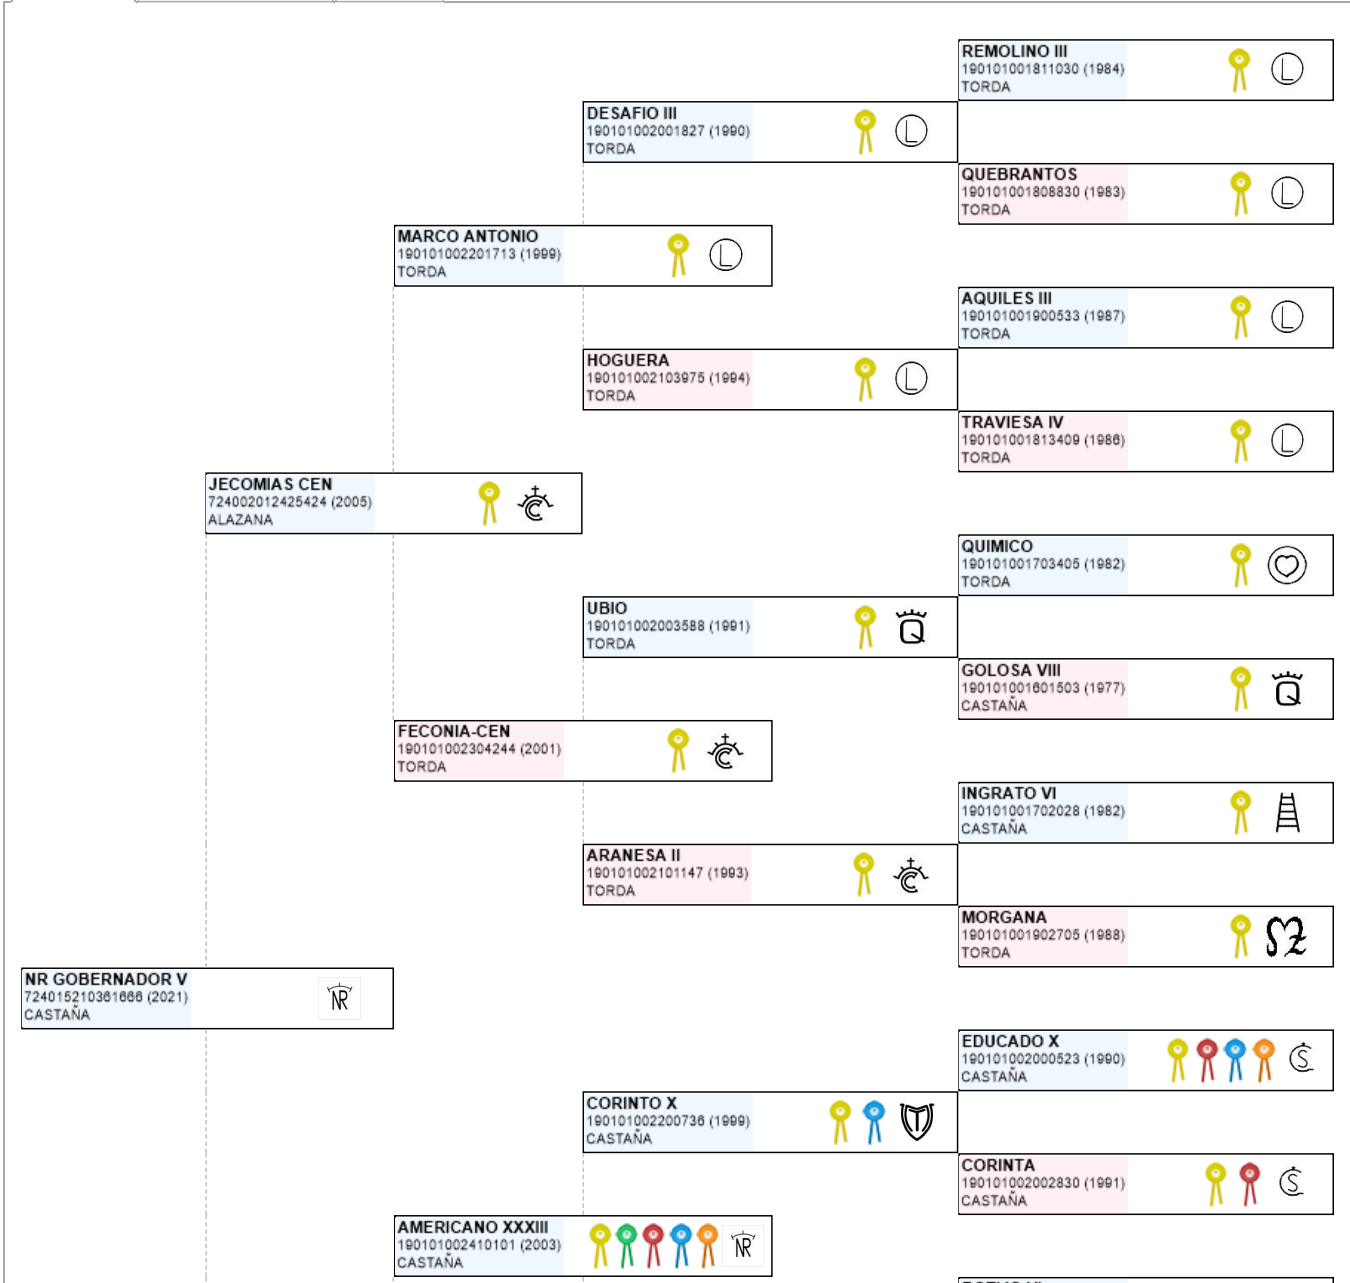 REMOLINO III
190101001811030 (1984)
TORDA
DESAFIO III
190101002001827 (1990)
TORDA
QUEBRANTOS
190101001808830 (1983)
TORDA
MARCO ANTONIO
190101002201713 (1999)
TORDA
AQUILES III
190101001900533 (1987)
TORDA
HOGUERA
190101002103975 (1994)
TORDA
TRAVIESA IV
190101001813409 (1986)
TORDA
JECOMIAS CEN
724002012425424 (2005)
ALAZANA
QUIMICO
190101001703405 (1982)
TORDA
UBIO
190101002003588 (1991)
TORDA
GOLOSA VIII
190101001601503 (1977)
CASTAÑA
FECONIA-CEN
190101002304244 (2001)
TORDA
INGRATO VI
190101001702028 (1982)
CASTAÑA
ARANESA II
190101002101147 (1993)
TORDA
MORGANA
190101001902705 (1988)
TORDA
NR GOBERNADOR V
724015210361666 (2021)
CASTAÑA
NR
EDUCADO X
190101002000523 (1990)
CASTAÑA
CORINTO X
190101002200736 (1999)
CASTAÑA
CORINTA
190101002002830 (1991)
CASTAÑA
AMERICANO XXXIII
190101002410101 (2003)
CASTAÑA
NR